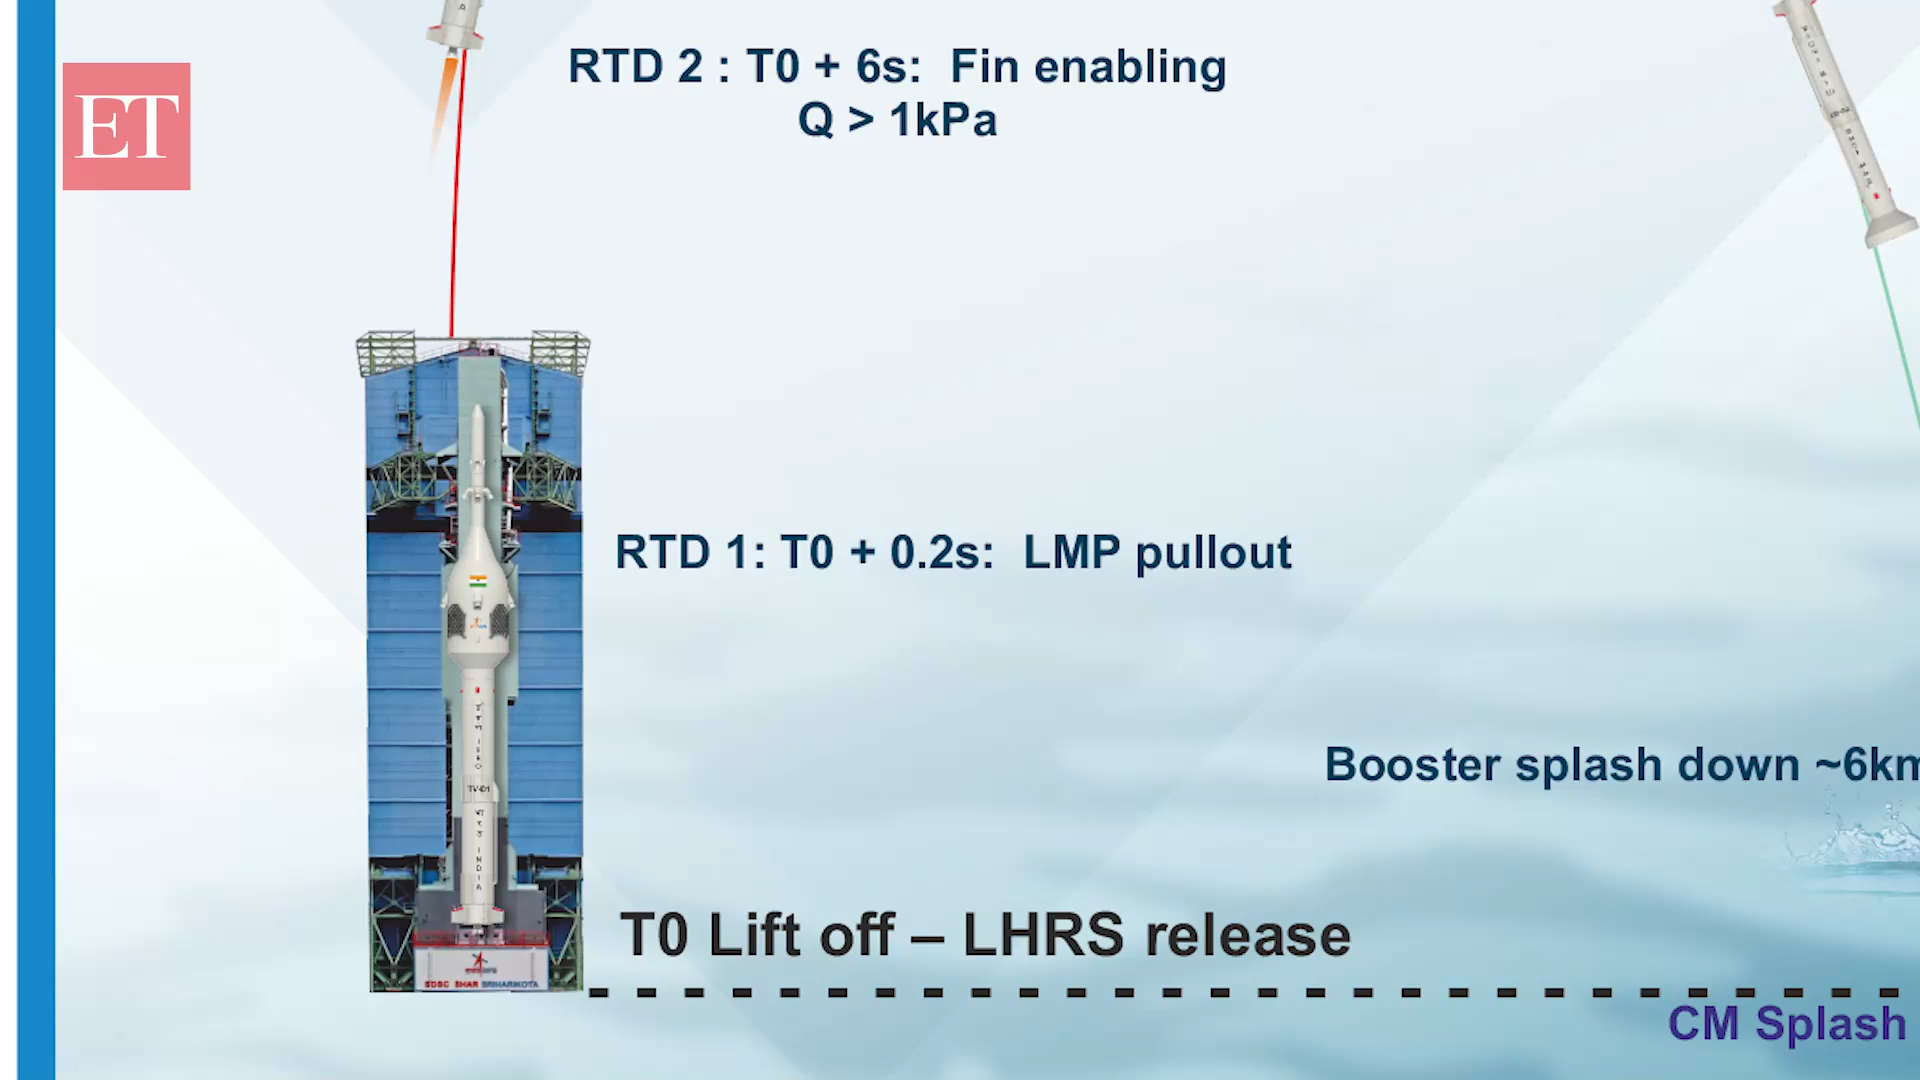 ET
RTD 2 : T0 + 6s: Fin enabling
Q > 1kPa
RTD 1: T0 + 0.2s: LMP pullout
Booster splash down ~6km
TV-D1
INDIA
T0 Lift off – LHRS release
SDSC SHAR SRIHARIKOTA
CM Splash